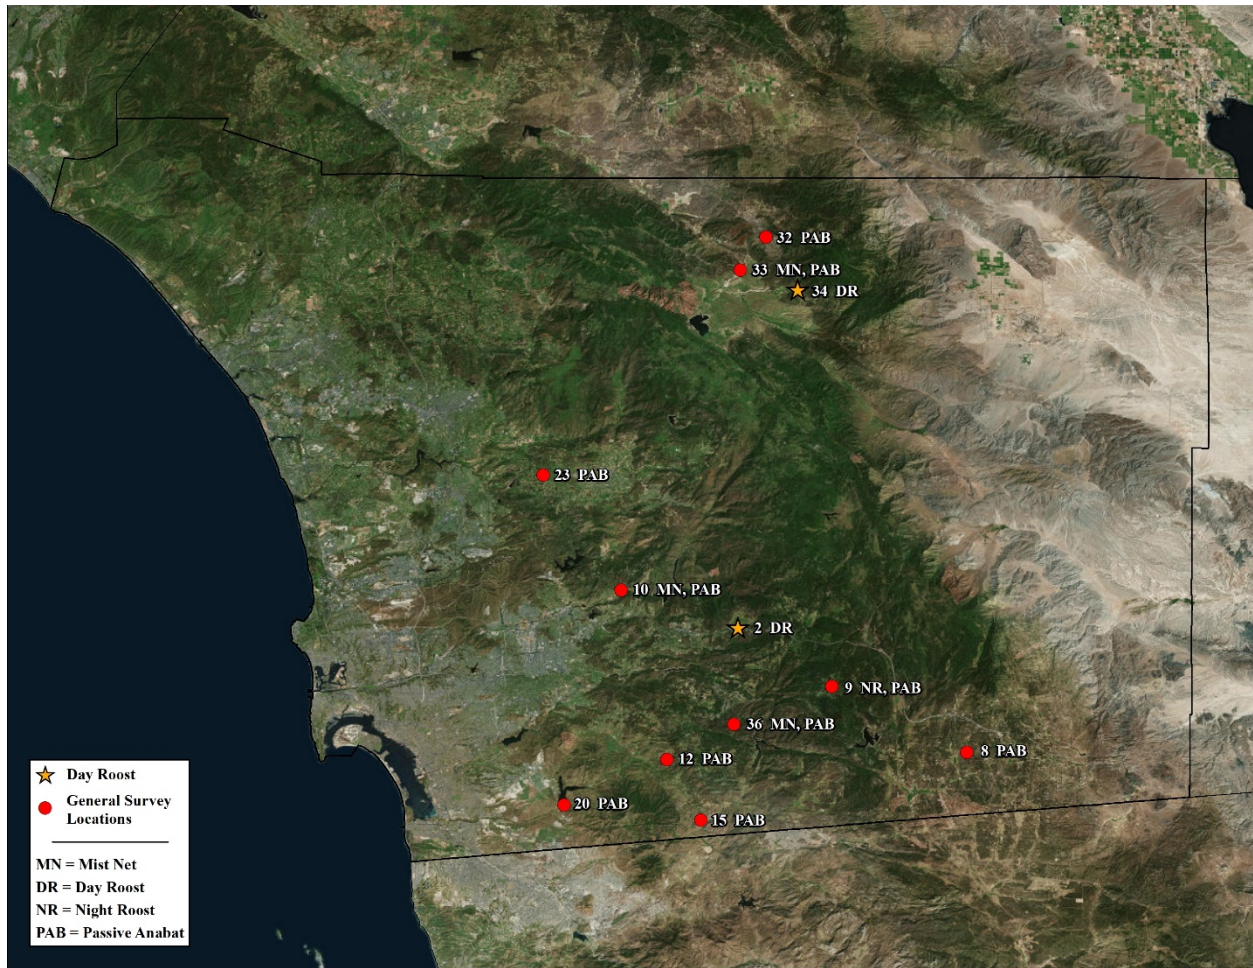 32 PAB
33 MN, PAB
34 DR
23 PAB
10 MN, PAB
2 DR
9 NR, PAB
36 MN, PAB
8 PAB
12 PAB
20 PAB
15 PAB
Day Roost
General Survey
Locations
MN = Mist Net
DR = Day Roost
NR = Night Roost
PAB = Passive Anabat